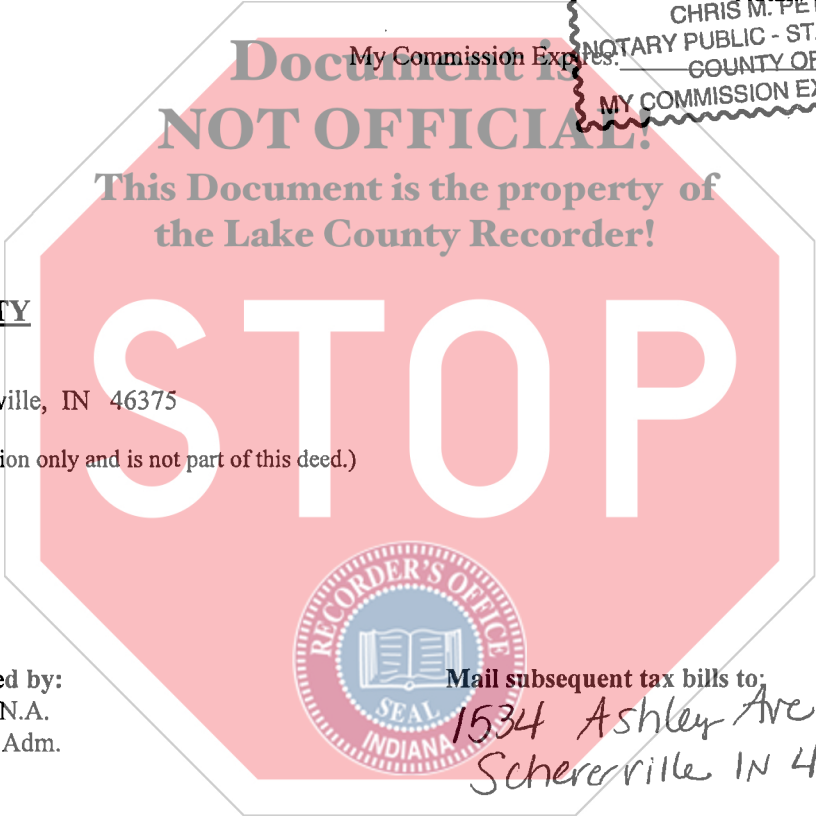 CHRIS M. PE
NOTARY PUBLIC - ST
COUNTY OF
MY COMMISSION EX
My Commission Expires:
Document is
NOT OFFICIAL!
This Document is the property of
the Lake County Recorder!
TY
ville, IN 46375
ion only and is not part of this deed.)
STOP
RECORDER'S OFFICE
SEAL
INDIANA
ed by:
N.A.
Adm.
Mail subsequent tax bills to:
1534 Ashley Ave
Schererville IN 4